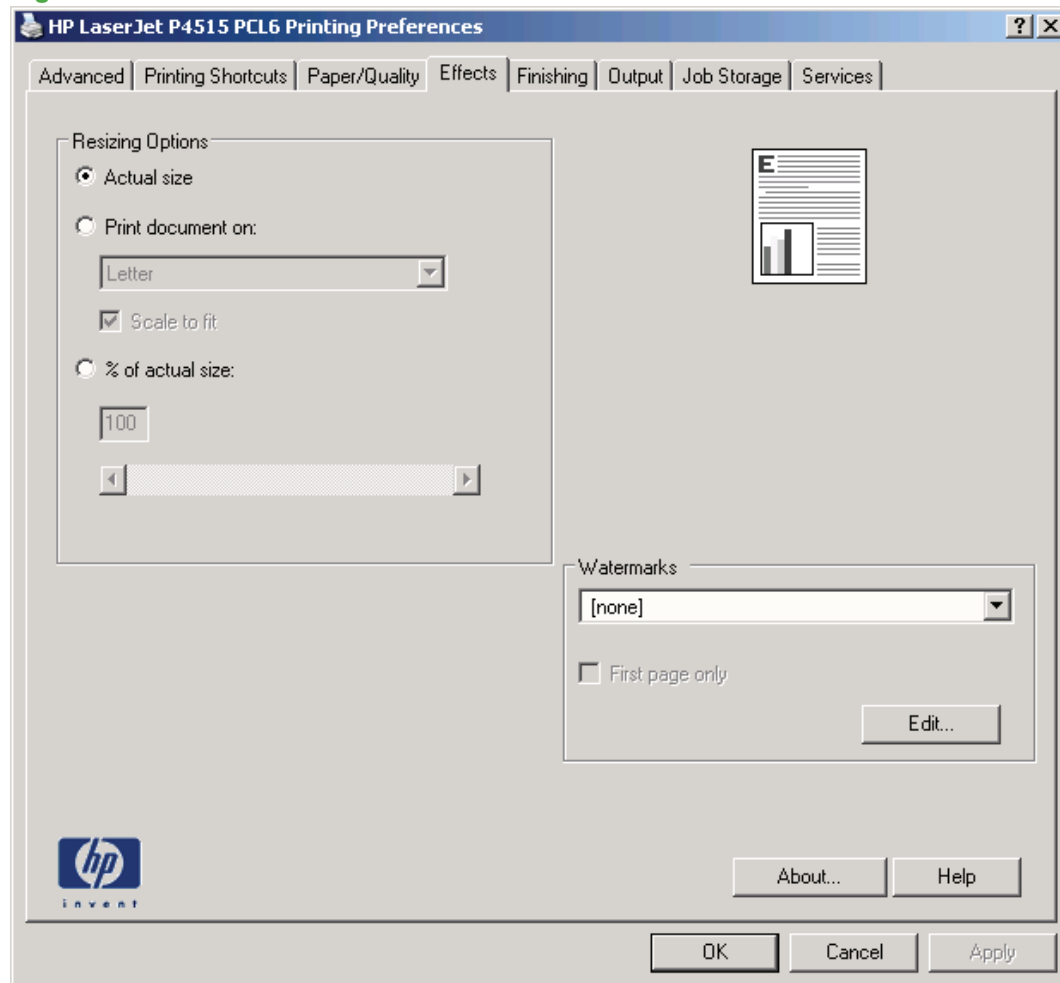 HP LaserJet P4515 PCL6 Printing Preferences
Advanced Printing Shortcuts Paper/Quality Effects Finishing Output Job Storage Services
Resizing Options
Actual size
Print document on:
Letter
Scale to fit
% of actual size:
100
E
Watermarks
[none]
First page only
Edit...
hp
invent
About... Help
OK Cancel Apply